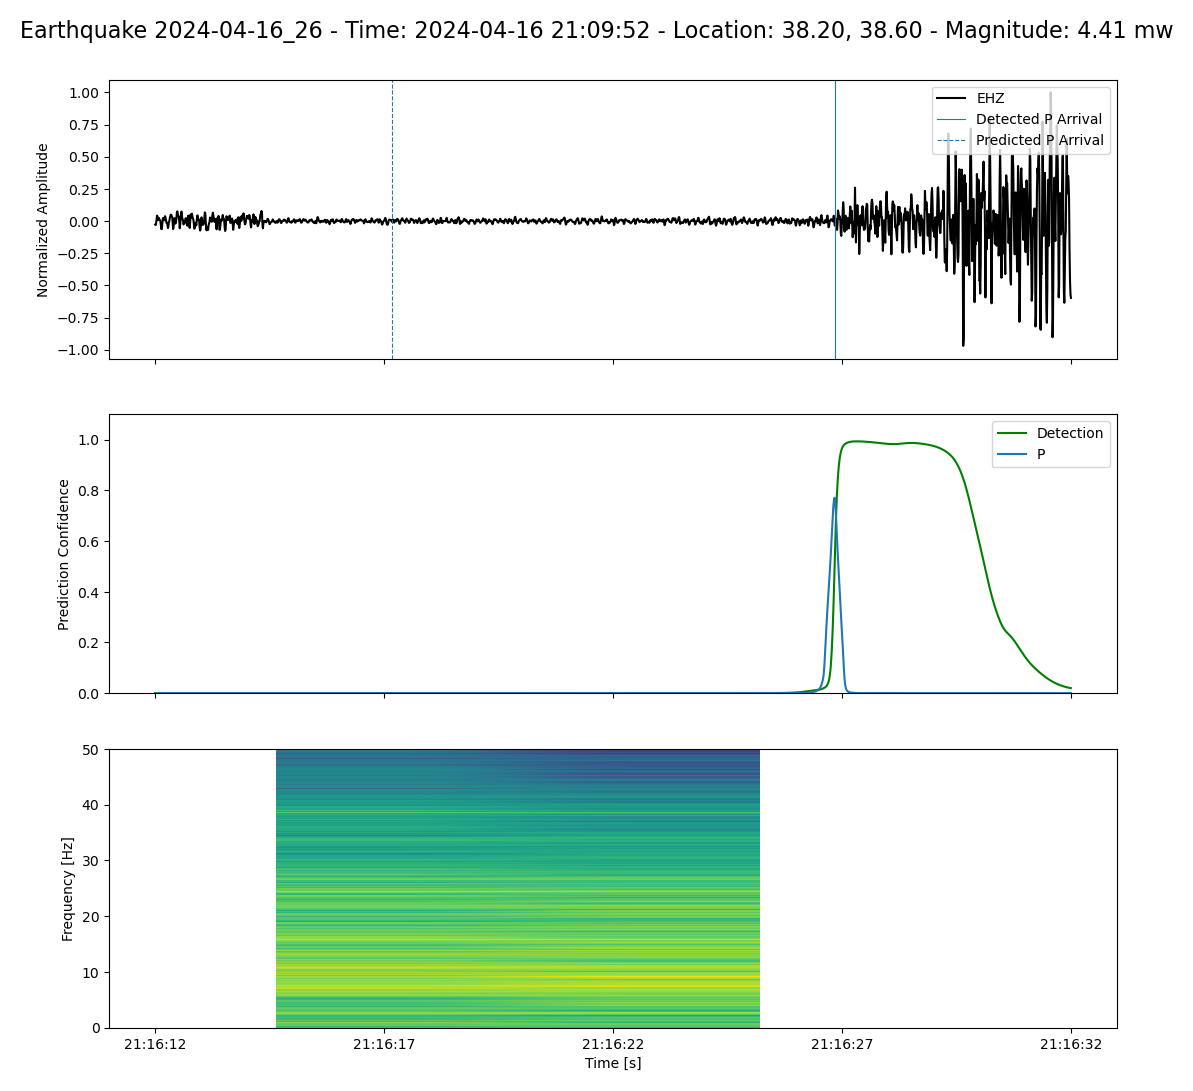 Earthquake 2024-04-16_26 - Time: 2024-04-16 21:09:52 - Location: 38.20, 38.60 - Magnitude: 4.41 mw
EHZ
Detected P Arrival
Predicted P Arrival
1.00
0.75
0.50
0.25
0.00
−0.25
−0.50
−0.75
−1.00
Normalized Amplitude
Detection
P
1.0
0.8
0.6
0.4
0.2
0.0
Prediction Confidence
50
40
30
20
10
0
Frequency [Hz]
21:16:12 21:16:17 21:16:22 21:16:27 21:16:32
Time [s]